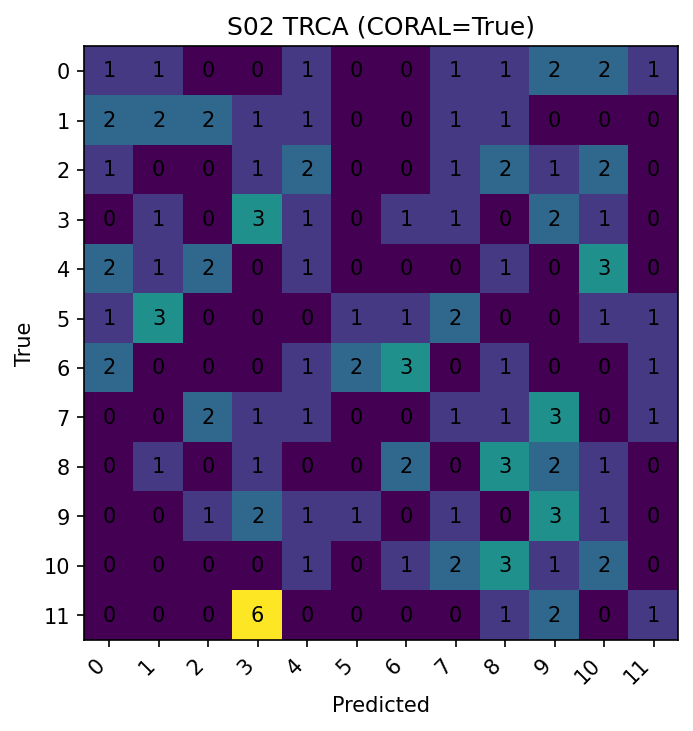 S02 TRCA (CORAL=True)
0 1 1 0 0 1 0 0 1 1 2 2 1
1 2 2 2 1 1 0 0 1 1 0 0 0
2 1 0 0 1 2 0 0 1 2 1 2 0
3 0 1 0 3 1 0 1 1 0 2 1 0
4 2 1 2 0 1 0 0 0 1 0 3 0
5 1 3 0 0 0 1 1 2 0 0 1 1
6 2 0 0 0 1 2 3 0 1 0 0 1
7 0 0 2 1 1 0 0 1 1 3 0 1
8 0 1 0 1 0 0 2 0 3 2 1 0
9 0 0 1 2 1 1 0 1 0 3 1 0
10 0 0 0 0 1 0 1 2 3 1 2 0
11 0 0 0 6 0 0 0 0 1 2 0 1
True
0 1 2 3 4 5 6 7 8 9 10 11
Predicted